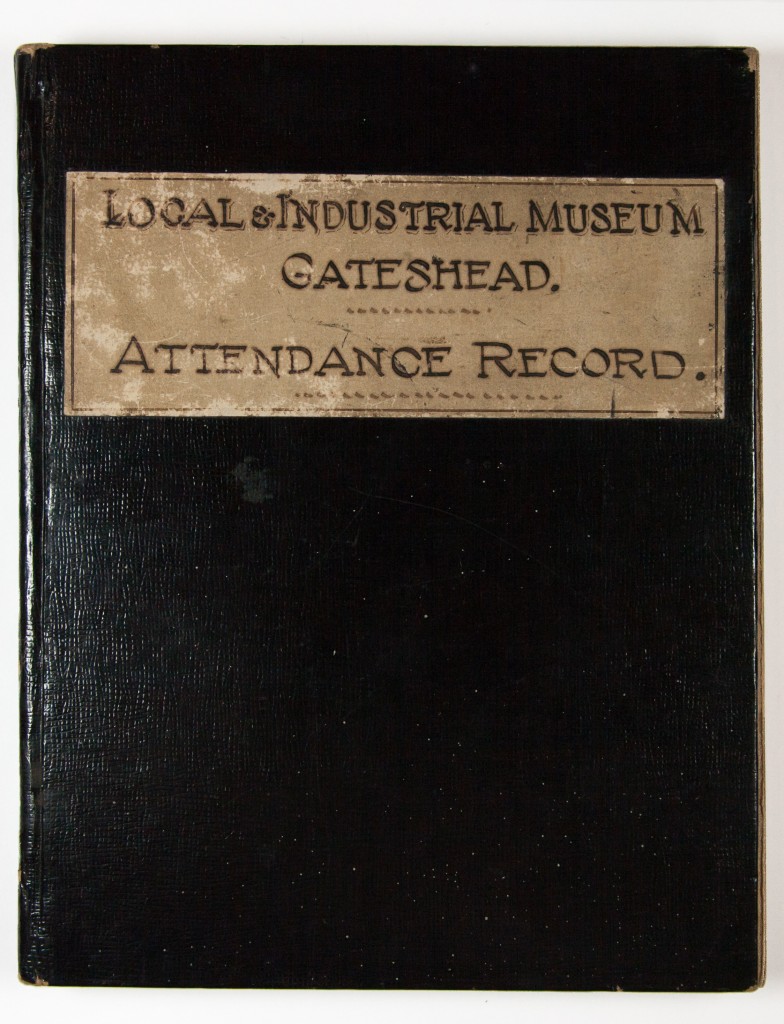 LOCAL & INDUSTRIAL MUSEUM
GATESHEAD.
ATTENDANCE RECORD.